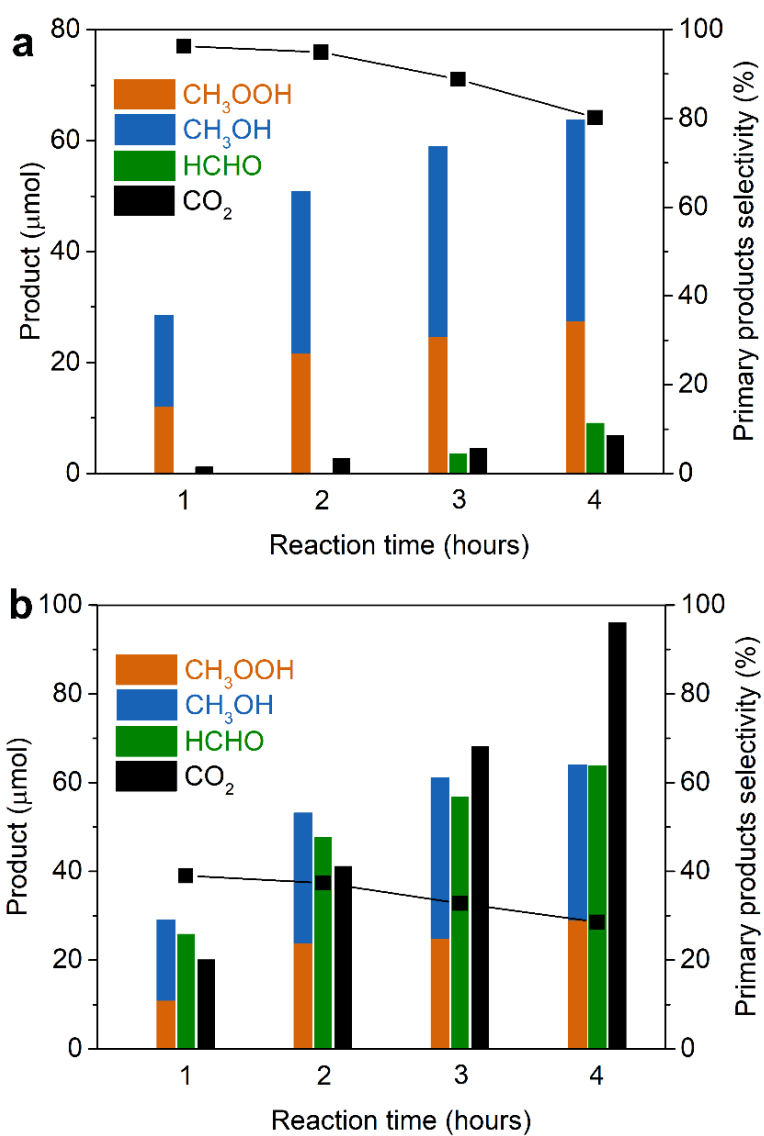 a
80
60
40
20
0
100
80
60
40
20
0
CH₃OOH
CH₃OH
HCHO
CO₂
Product (μmol)
Primary products selectivity (%)
1 2 3 4
Reaction time (hours)
b
100
80
60
40
20
0
100
80
60
40
20
0
CH₃OOH
CH₃OH
HCHO
CO₂
Product (μmol)
Primary products selectivity (%)
1 2 3 4
Reaction time (hours)